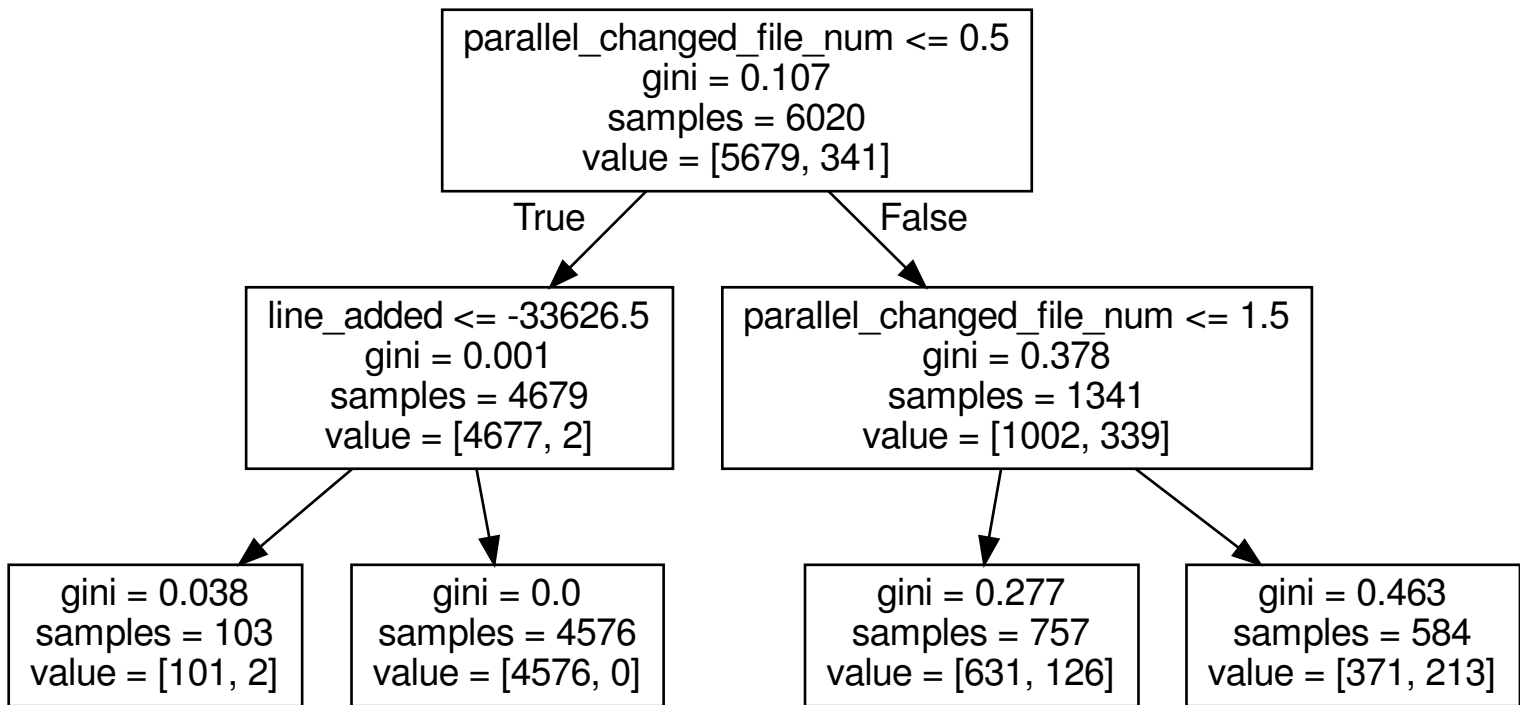 parallel_changed_file_num <= 0.5
gini = 0.107
samples = 6020
value = [5679, 341]
True
False
line_added <= -33626.5
gini = 0.001
samples = 4679
value = [4677, 2]
parallel_changed_file_num <= 1.5
gini = 0.378
samples = 1341
value = [1002, 339]
gini = 0.038
samples = 103
value = [101, 2]
gini = 0.0
samples = 4576
value = [4576, 0]
gini = 0.277
samples = 757
value = [631, 126]
gini = 0.463
samples = 584
value = [371, 213]